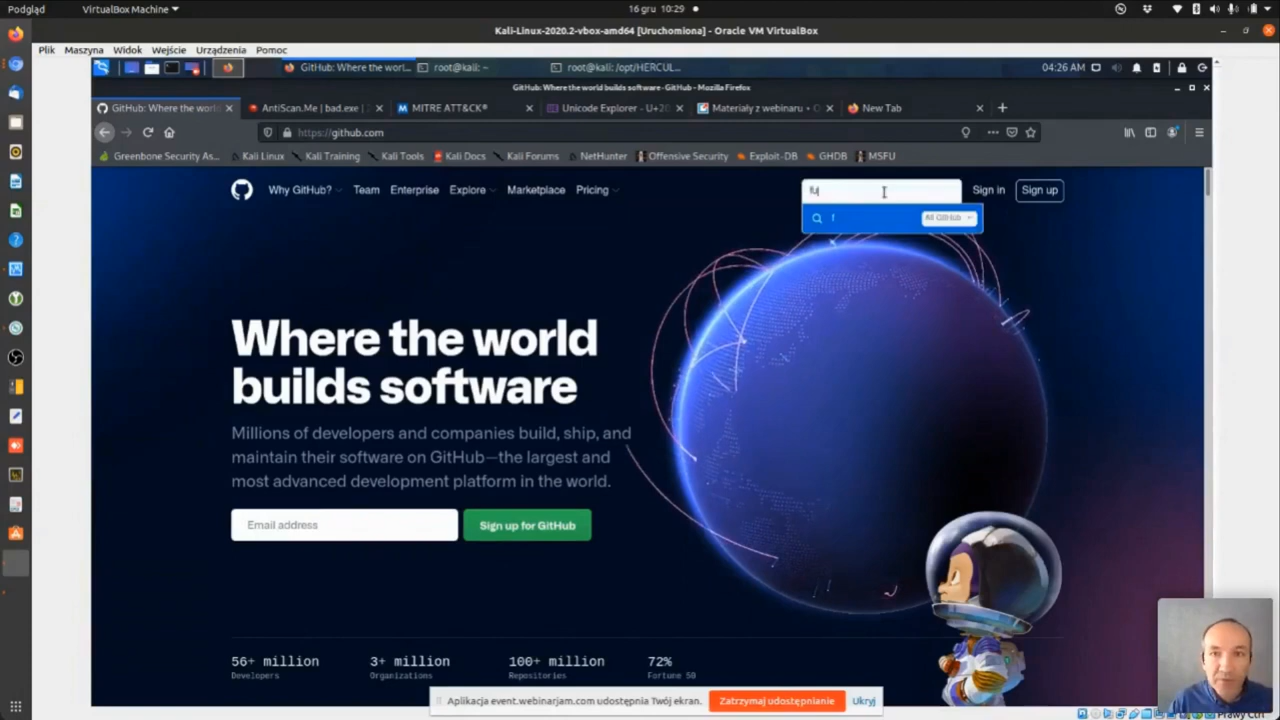 Podgląd
VirtualBox Machine
16 gru 10:29
Kali-Linux-2020.2-vbox-amd64 [Uruchomiona] - Oracle VM VirtualBox
Plik Maszyna Widok Wejście Urządzenia Pomoc
GitHub: Where the worl... root@kali: ~ root@kali: /opt/HERCUL... 04:26 AM
GitHub: Where the world builds software · GitHub - Mozilla Firefox
GitHub: Where the world AntiScan.Me | bad.exe | MITRE ATT&CK® Unicode Explorer - U+20 Materiały z webinaru • New Tab
https://github.com
Greenbone Security As... Kali Linux Kali Training Kali Tools Kali Docs Kali Forums NetHunter Offensive Security Exploit-DB GHDB MSFU
Why GitHub? Team Enterprise Explore Marketplace Pricing Sign in Sign up
f All GitHub
Where the world
builds software
Millions of developers and companies build, ship, and
maintain their software on GitHub—the largest and
most advanced development platform in the world.
Email address Sign up for GitHub
56+ million 3+ million 100+ million 72%
Developers Organizations Repositories Fortune 50
Aplikacja event.webinarjam.com udostępnia Twój ekran. Zatrzymaj udostępnianie Ukryj
Prawy Ctrl